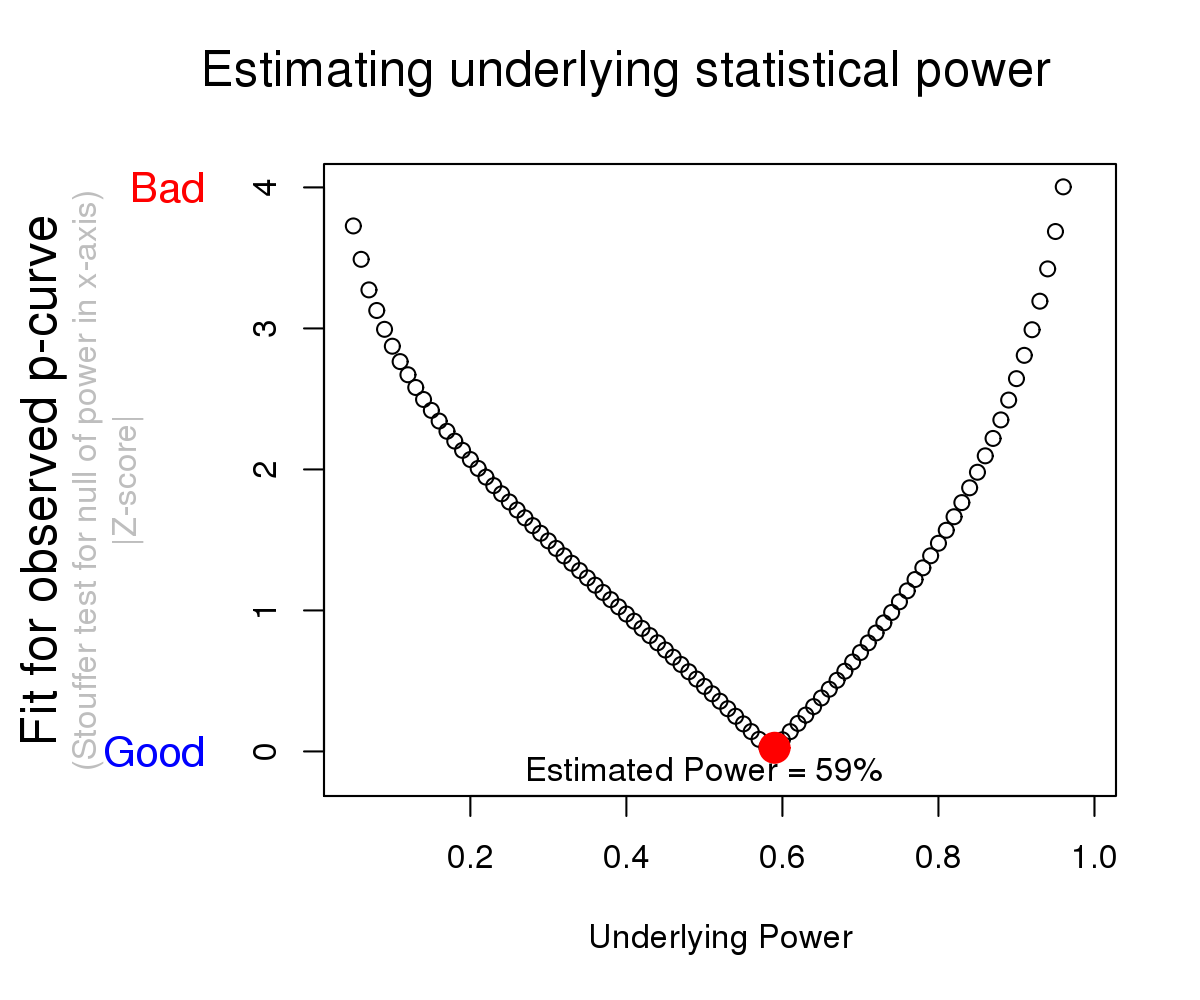 Estimating underlying statistical power
Fit for observed p-curve
(Stouffer test for null of power in x-axis)
|Z-score|
Bad
Good
4
3
2
1
0
Estimated Power = 59%
0.2 0.4 0.6 0.8 1.0
Underlying Power